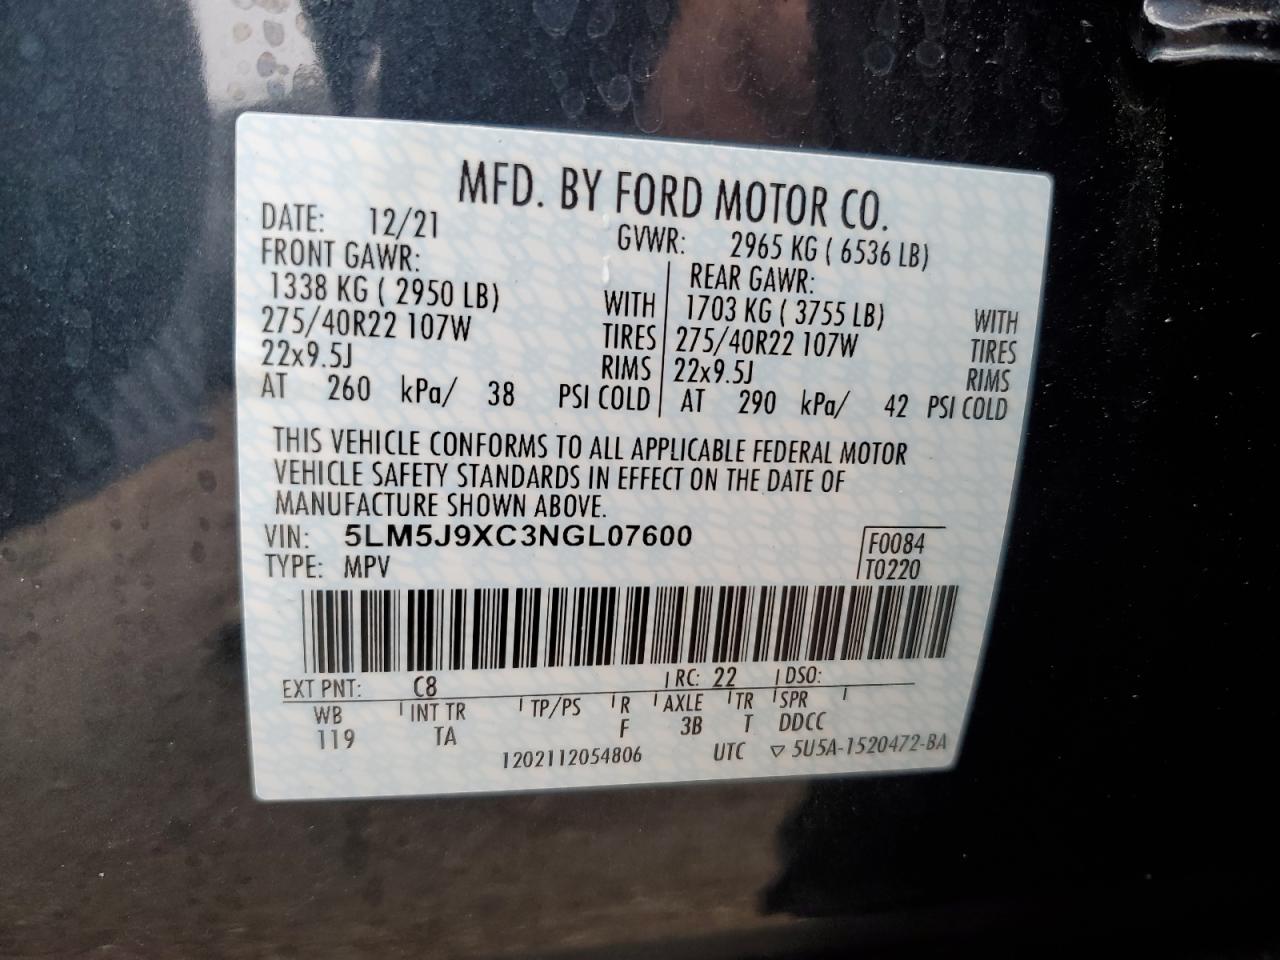 MFD. BY FORD MOTOR CO.
DATE: 12/21 GVWR: 2965 KG ( 6536 LB)
FRONT GAWR: REAR GAWR:
1338 KG ( 2950 LB) WITH 1703 KG ( 3755 LB) WITH
275/40R22 107W TIRES 275/40R22 107W TIRES
22x9.5J RIMS 22x9.5J RIMS
AT 260 kPa/ 38 PSI COLD AT 290 kPa/ 42 PSI COLD
THIS VEHICLE CONFORMS TO ALL APPLICABLE FEDERAL MOTOR
VEHICLE SAFETY STANDARDS IN EFFECT ON THE DATE OF
MANUFACTURE SHOWN ABOVE.
VIN: 5LM5J9XC3NGL07600 F0084
TYPE: MPV T0220
EXT PNT: C8 RC: 22 DSO:
WB INT TR TP/PS R AXLE TR SPR
119 TA F 3B T DDCC
1202112054806 UTC ▽ 5U5A-1520472-BA